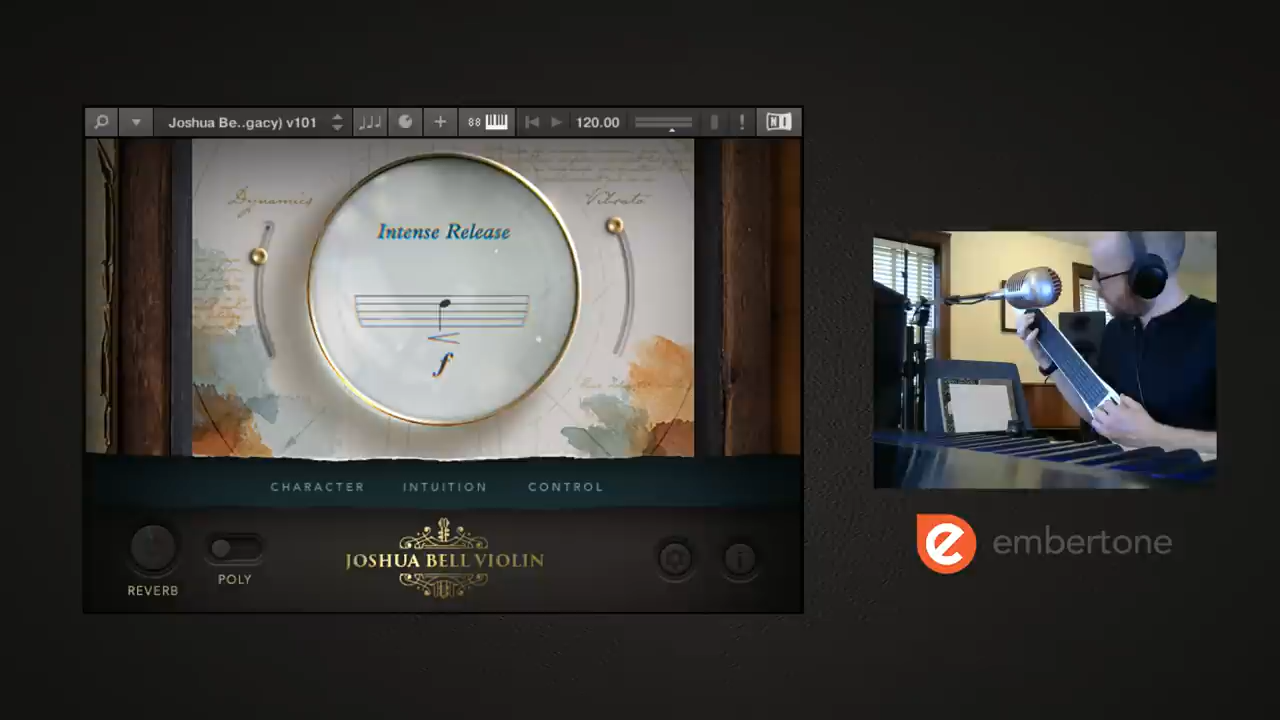 Joshua Be..gacy) v101
88
120.00
!
NI
Dynamics
Vibrato
Intense Release
f
CHARACTER INTUITION CONTROL
REVERB
POLY
JOSHUA BELL VIOLIN
i
e embertone